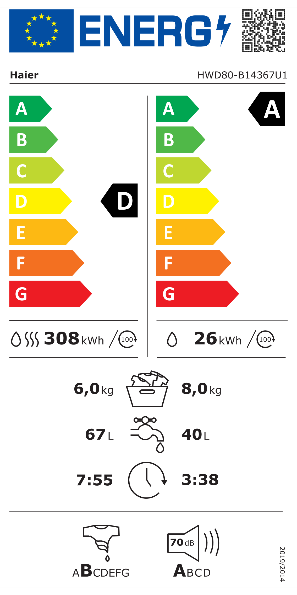 ENERG
Haier HWD80-B14367U1
A A A
B B
C C
D D D
E E
F F
G G
308 kWh / 100 26 kWh / 100
6,0 kg 8,0 kg
67 L 40 L
7:55 3:38
70 dB
ABCDEFG ABCD
2019/2014